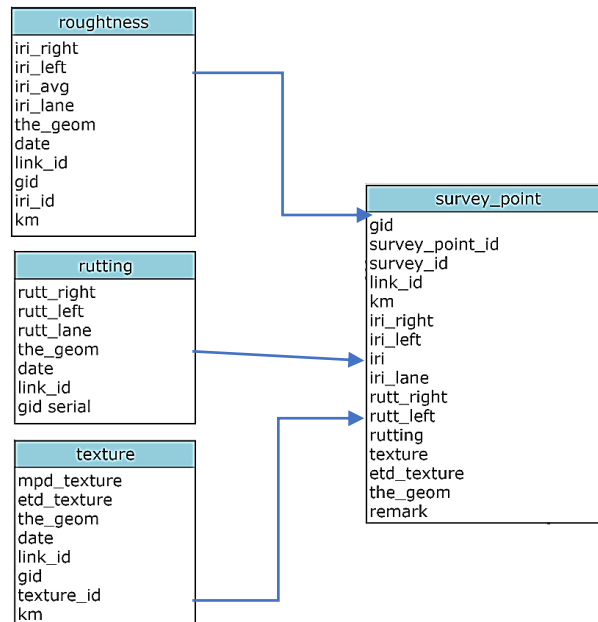 roughtness
iri_right
iri_left
iri_avg
iri_lane
the_geom
date
link_id
gid
iri_id
km
rutting
rutt_right
rutt_left
rutt_lane
the_geom
date
link_id
gid serial
texture
mpd_texture
etd_texture
the_geom
date
link_id
gid
texture_id
km
survey_point
gid
survey_point_id
survey_id
link_id
km
iri_right
iri_left
iri
iri_lane
rutt_right
rutt_left
rutting
texture
etd_texture
the_geom
remark